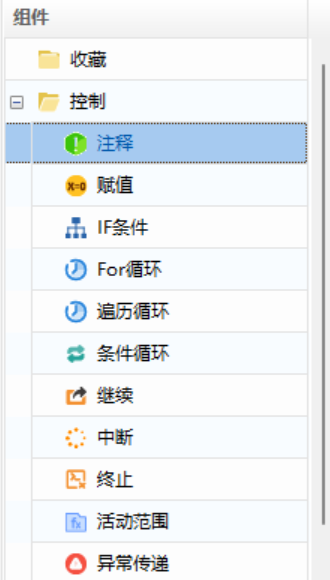 组件
收藏
控制
注释
x=0 赋值
IF条件
For循环
遍历循环
条件循环
继续
中断
终止
fx 活动范围
异常传递